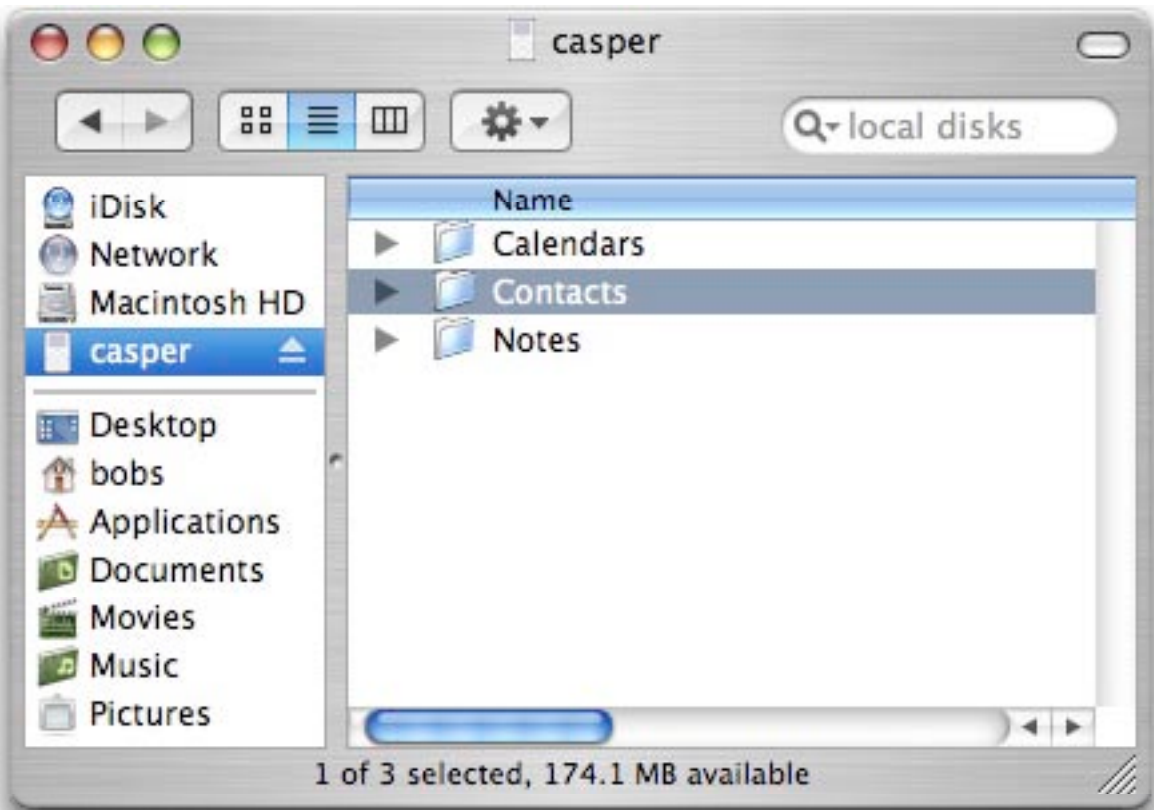 casper
local disks
iDisk
Network
Macintosh HD
casper
Desktop
bobs
Applications
Documents
Movies
Music
Pictures
Name
Calendars
Contacts
Notes
1 of 3 selected, 174.1 MB available